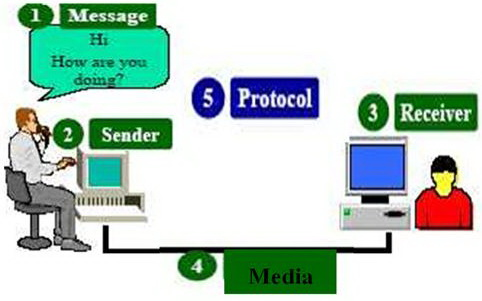 1 Message
Hi
How are you
doing?
2 Sender
5 Protocol
3 Receiver
4 Media